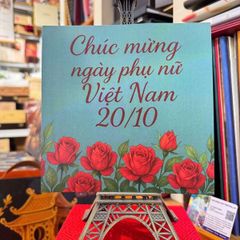 Chúc mừng
ngày phụ nữ
Việt Nam
20/10